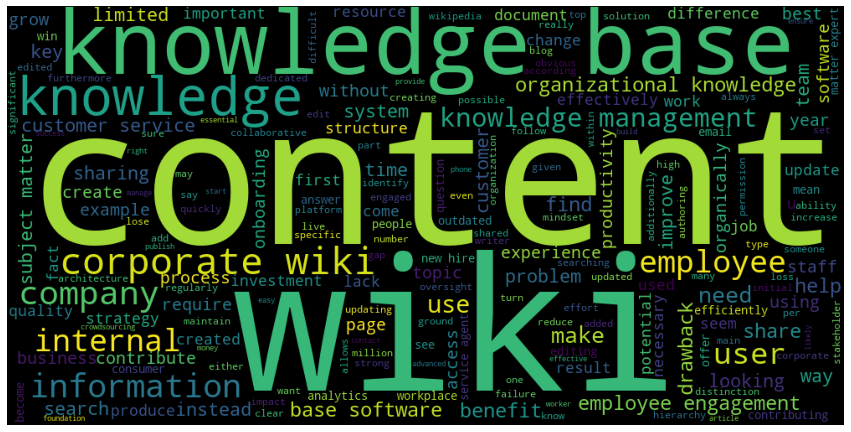 grow
limited
important
resource
wikipedia
document
top
solution
difference
best
win
key
edited
furthermore
knowledge base
difficult
really
blog
change
obvious
according
software
matter expert
ensure
significant
knowledge
dedicated
without
organizational knowledge
team
essential
creating
possible
effectively
work
always
provide
customer service
system
knowledge management
year
success
sure
collaborative
edit
structure
follow
within
build
email
set
right
part
organization
permission
subject matter
sharing
may
time
content
customer
given
high
update
create
say
first
identify
engaged
question
phone
productivity
additionally
authoring
improve
organically
mean
U
ability
increase
manage
start
onboarding
answer
platform
even
find
example
quickly
come
people
outdated
mindset
job
type
someone
fact
lose
add
publish
live
specific
number
shared
writer
gap
corporate wiki
new hire
searching
experience
employee
many
loss
staff
architecture
process
investment
lack
topic
oversight
updated
problem
used
need
initial
help
company
regularly
require
easy
updating
turn
effort
using
efficiently
quality
crowdsourcing
strategy
maintain
use
page
ground
allows
reduce
added
make
potential
necessary
seem
per
internal
money
created
wiki
contact
million
see
access
service agent
editing
drawback
offer
share
main
corporate
likely
stakeholder
business
contribute
consumer
either
impact
strong
advanced
result
user
become
information
want
analytics
workplace
one
effective
looking
way
search
produce
instead
clear
base software
benefit
failure
know
worker
employee engagement
distinction
hierarchy
article
contributing
foundation